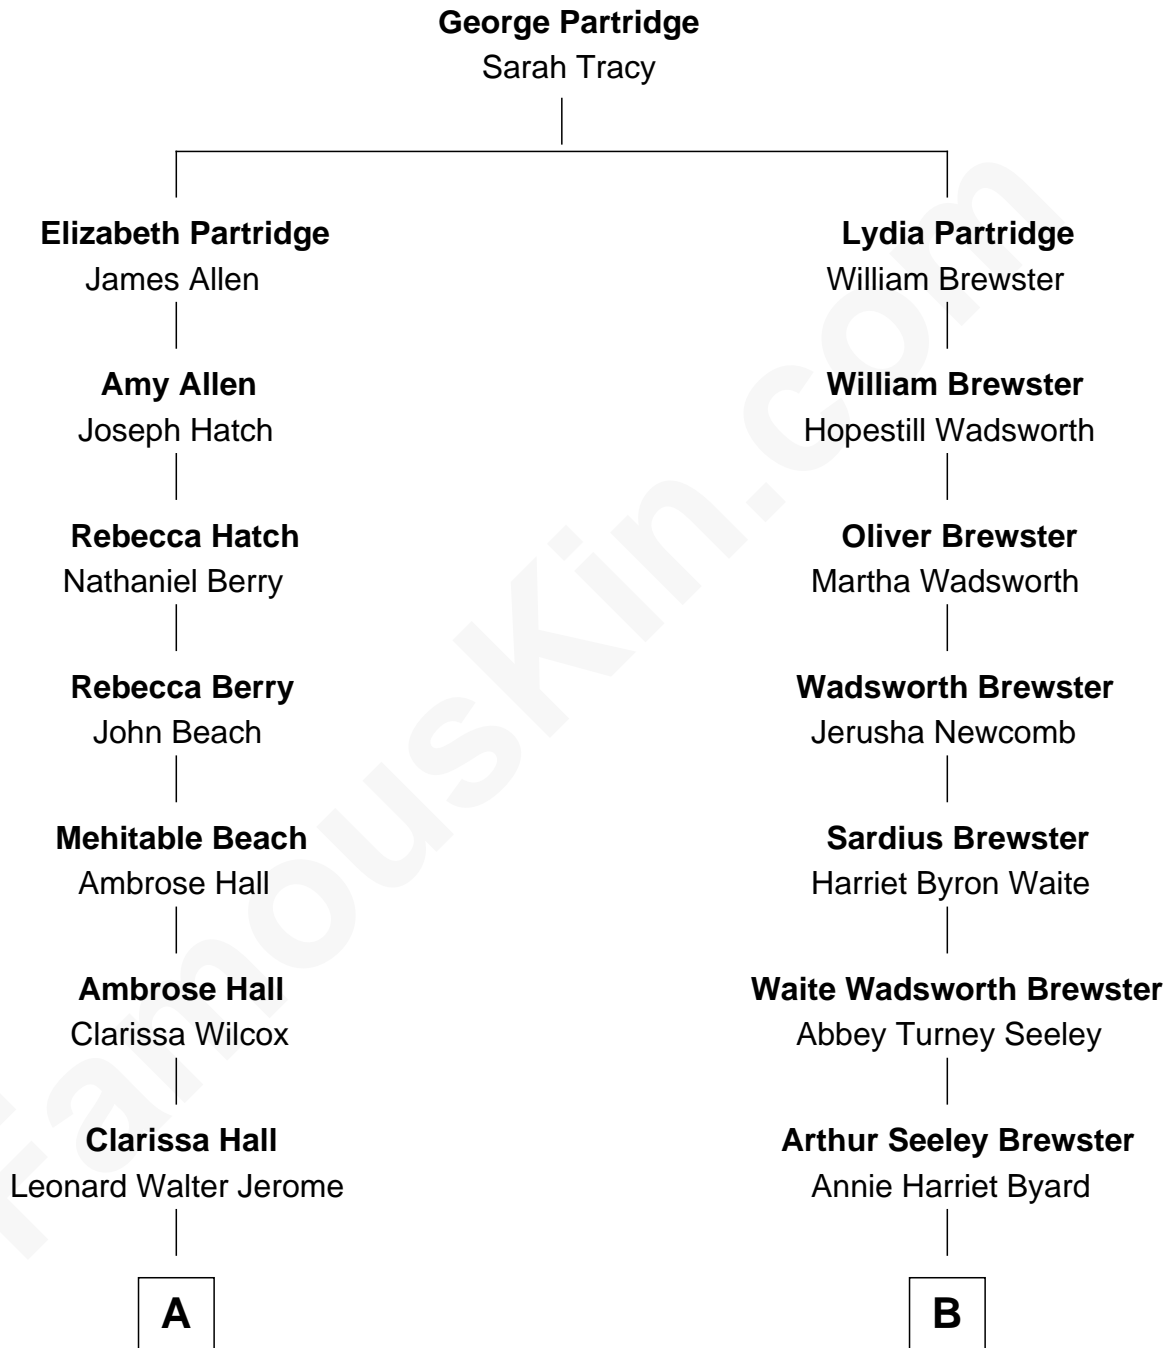 George Partridge
Sarah Tracy
Elizabeth Partridge
James Allen
Lydia Partridge
William Brewster
Amy Allen
Joseph Hatch
William Brewster
Hopestill Wadsworth
Rebecca Hatch
Nathaniel Berry
Oliver Brewster
Martha Wadsworth
Rebecca Berry
John Beach
Wadsworth Brewster
Jerusha Newcomb
Mehitable Beach
Ambrose Hall
Sardius Brewster
Harriet Byron Waite
Ambrose Hall
Clarissa Wilcox
Waite Wadsworth Brewster
Abbey Turney Seeley
Clarissa Hall
Leonard Walter Jerome
Arthur Seeley Brewster
Annie Harriet Byard
A
B
FamousKin.com